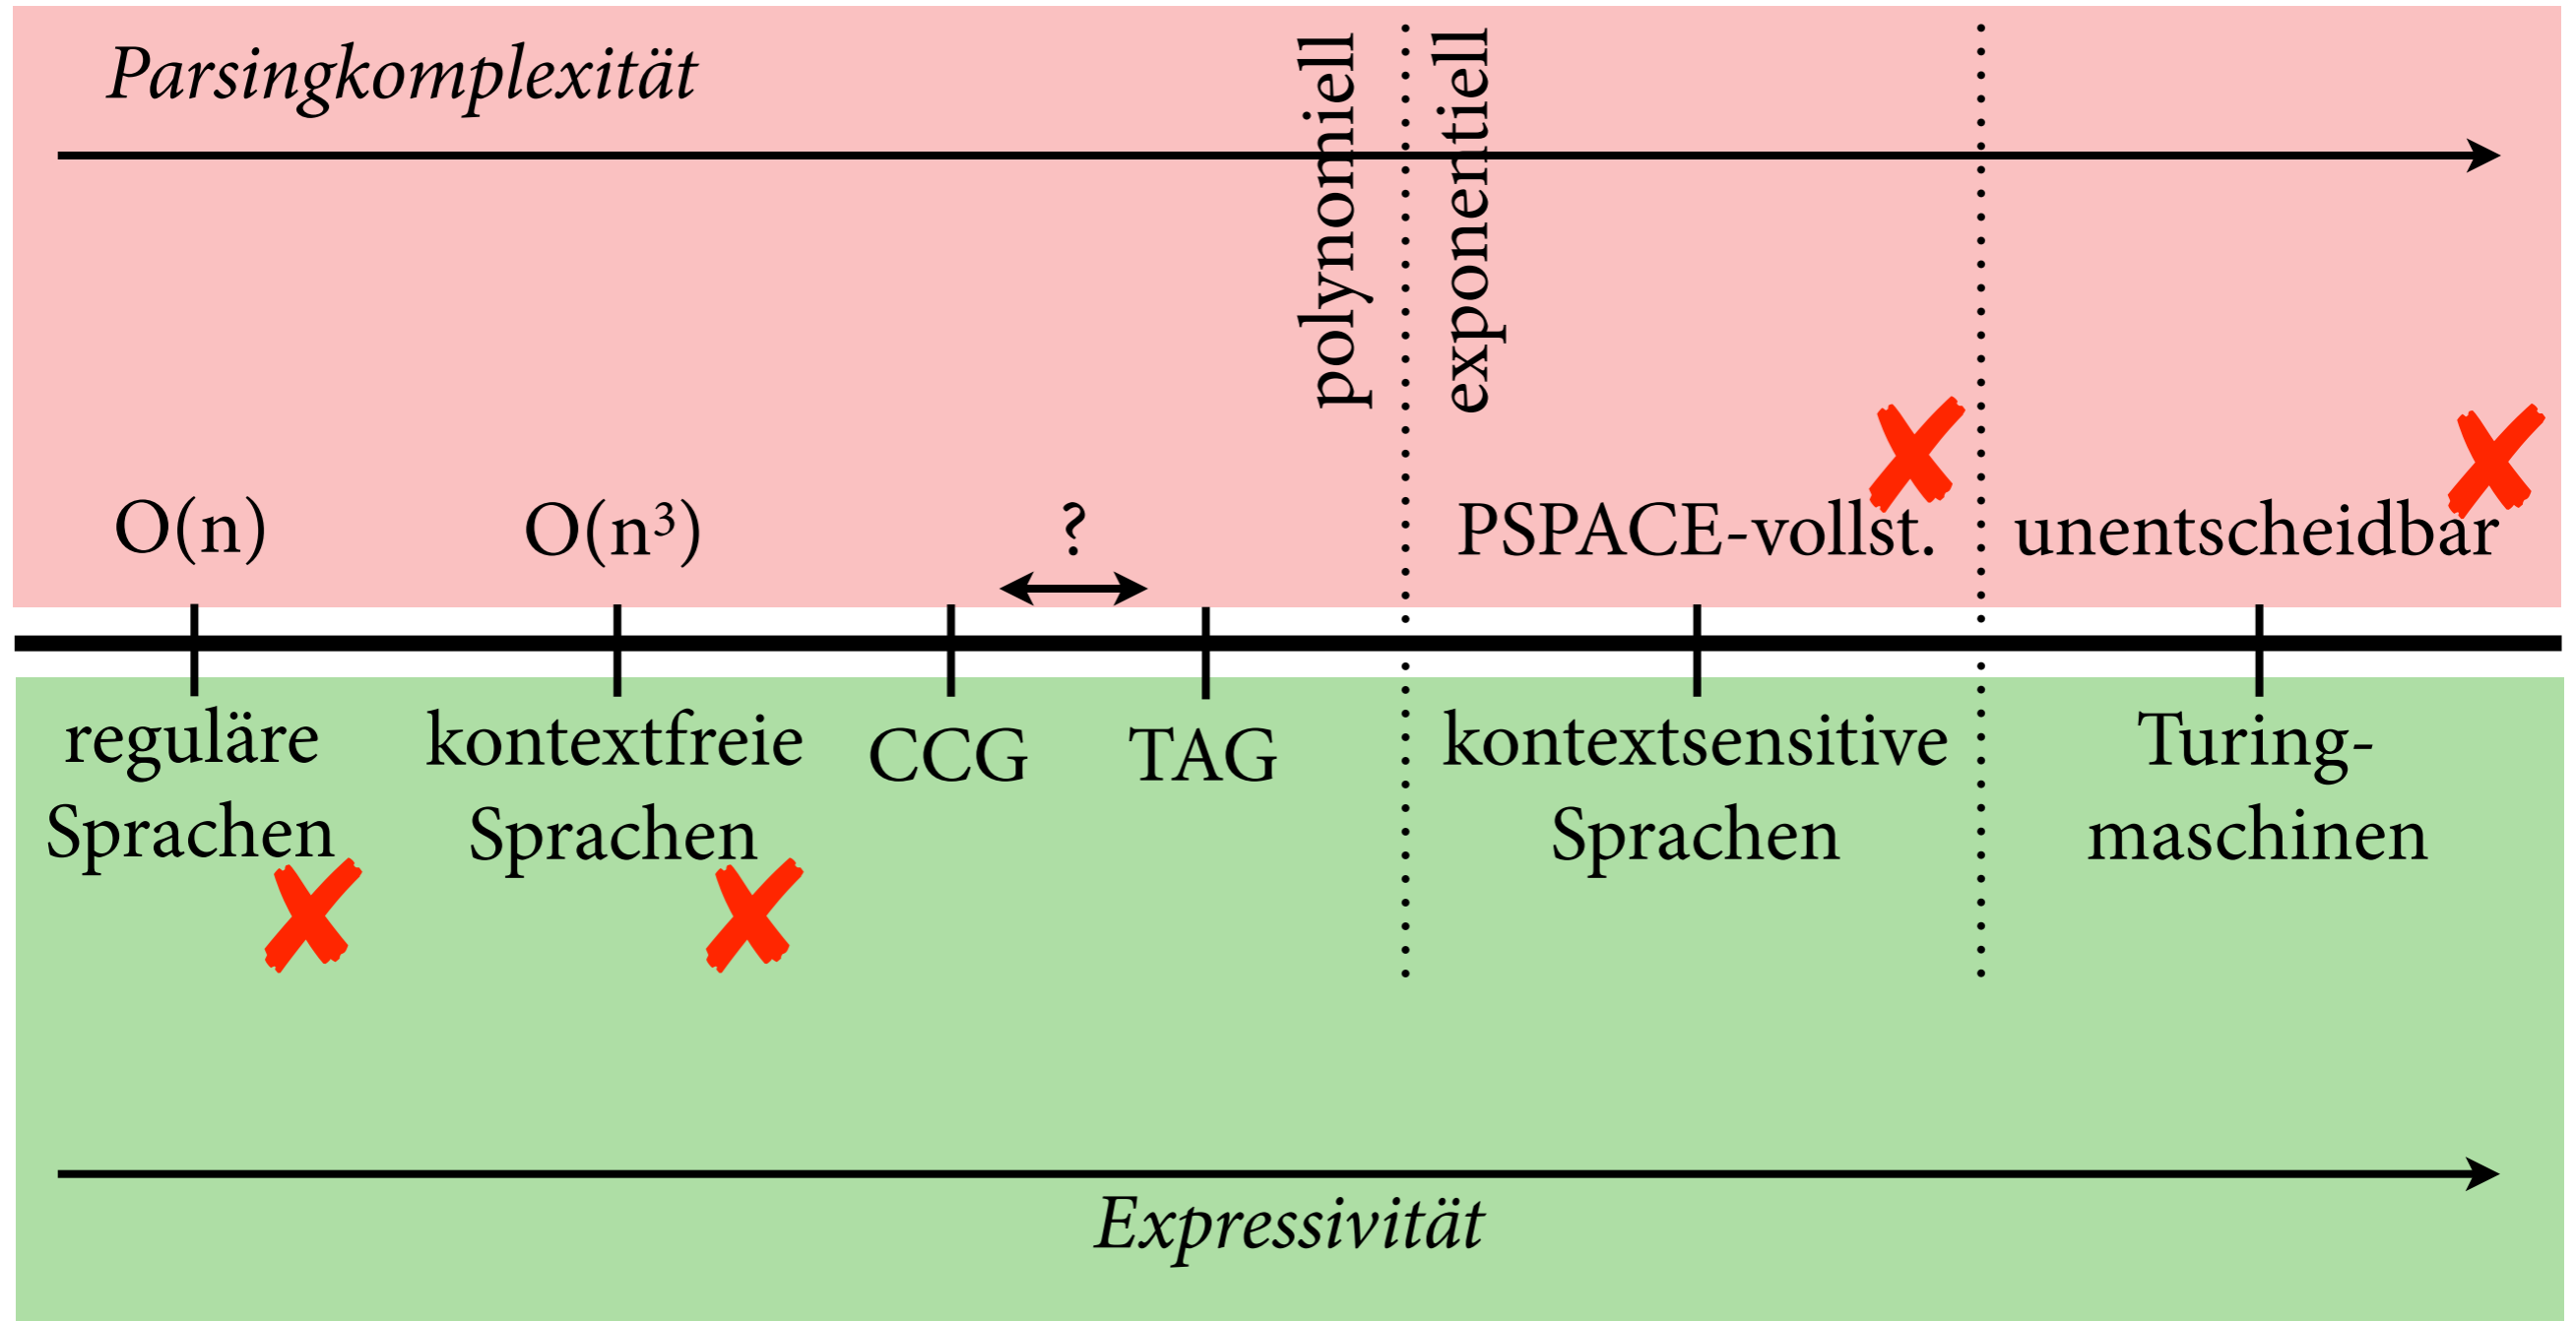 Parsingkomplexität
polynomiell
exponentiell
O(n)
O(n³)
?
PSPACE-vollst.
unentscheidbar
reguläre
Sprachen
kontextfreie
Sprachen
CCG
TAG
kontextsensitive
Sprachen
Turing-
maschinen
Expressivität